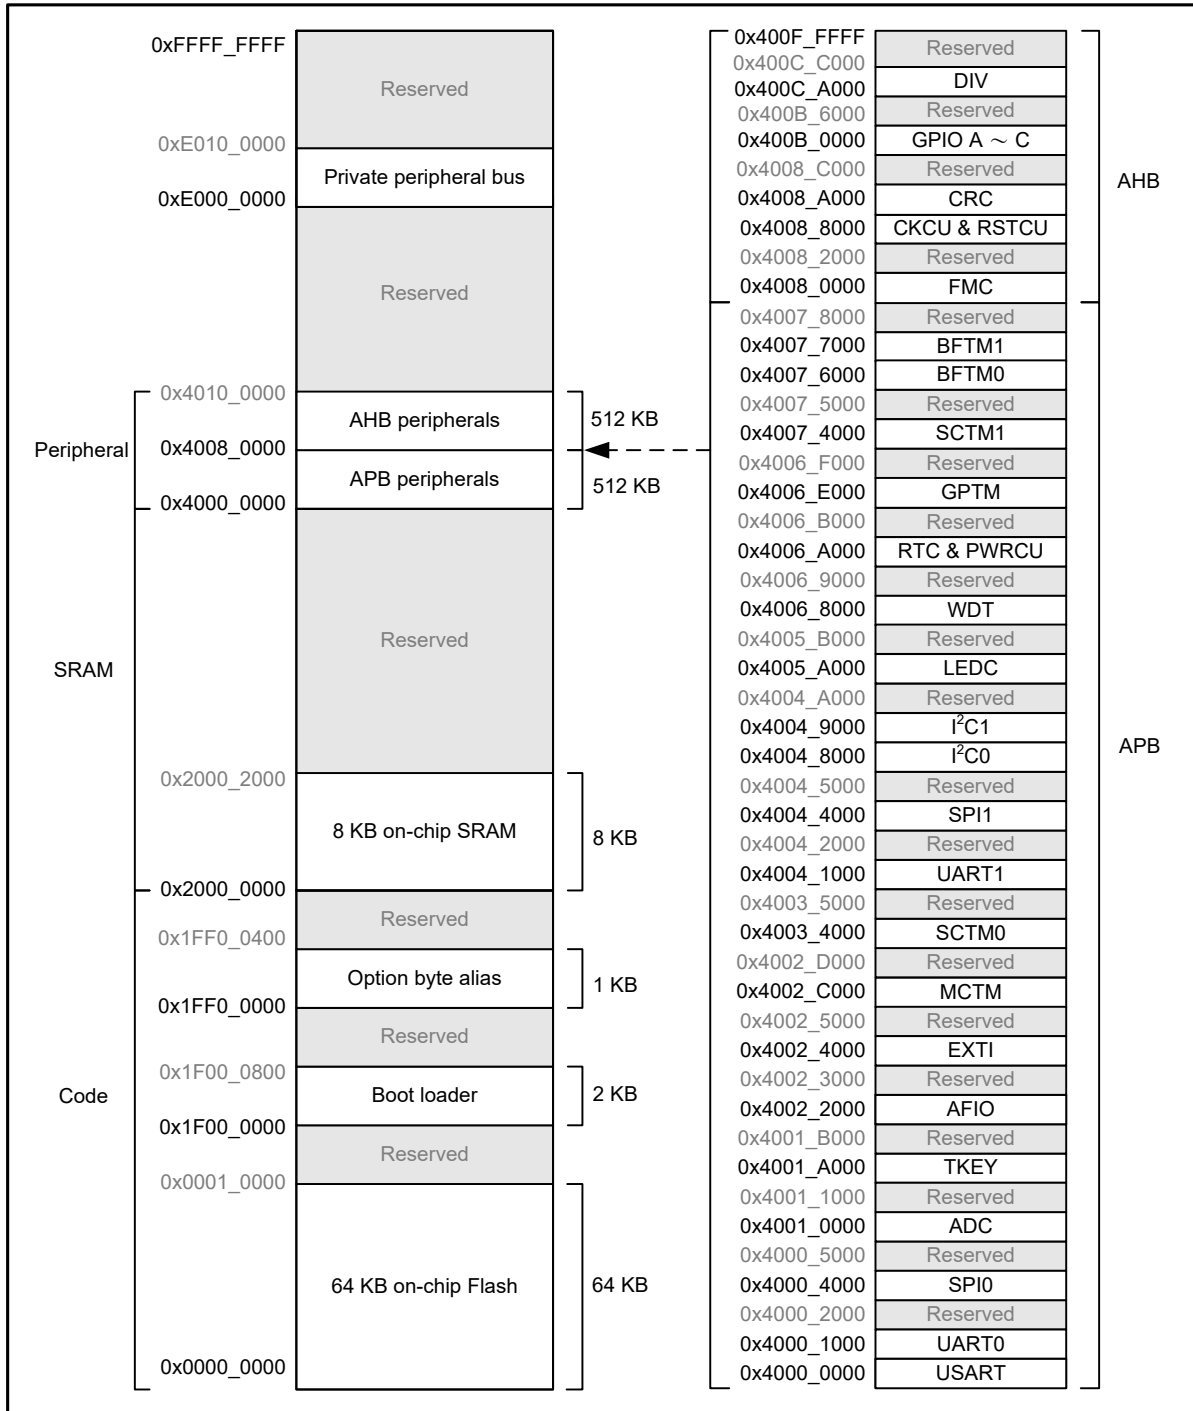 0xFFFF_FFFF
Reserved
0xE010_0000
Private peripheral bus
0xE000_0000
Reserved
0x4010_0000
AHB peripherals
512 KB
Peripheral
0x4008_0000
APB peripherals
512 KB
0x4000_0000
Reserved
SRAM
0x2000_2000
8 KB on-chip SRAM
8 KB
0x2000_0000
Reserved
0x1FF0_0400
Option byte alias
1 KB
0x1FF0_0000
Reserved
0x1F00_0800
Code
Boot loader
2 KB
0x1F00_0000
Reserved
0x0001_0000
64 KB on-chip Flash
64 KB
0x0000_0000
0x400F_FFFF
Reserved
0x400C_C000
DIV
0x400C_A000
Reserved
0x400B_6000
0x400B_0000 GPIO A ~ C
0x4008_C000 Reserved
AHB
0x4008_A000 CRC
0x4008_8000 CKCU & RSTCU
0x4008_2000 Reserved
0x4008_0000 FMC
0x4007_8000 Reserved
0x4007_7000 BFTM1
0x4007_6000 BFTM0
0x4007_5000 Reserved
0x4007_4000 SCTM1
0x4006_F000 Reserved
0x4006_E000 GPTM
0x4006_B000 Reserved
0x4006_A000 RTC & PWRCU
0x4006_9000 Reserved
0x4006_8000 WDT
0x4005_B000 Reserved
0x4005_A000 LEDC
0x4004_A000 Reserved
0x4004_9000 I²C1
APB
0x4004_8000 I²C0
0x4004_5000 Reserved
0x4004_4000 SPI1
0x4004_2000 Reserved
0x4004_1000 UART1
0x4003_5000 Reserved
0x4003_4000 SCTM0
0x4002_D000 Reserved
0x4002_C000 MCTM
0x4002_5000 Reserved
0x4002_4000 EXTI
0x4002_3000 Reserved
0x4002_2000 AFIO
0x4001_B000 Reserved
0x4001_A000 TKEY
0x4001_1000 Reserved
0x4001_0000 ADC
0x4000_5000 Reserved
0x4000_4000 SPI0
0x4000_2000 Reserved
0x4000_1000 UART0
0x4000_0000 USART